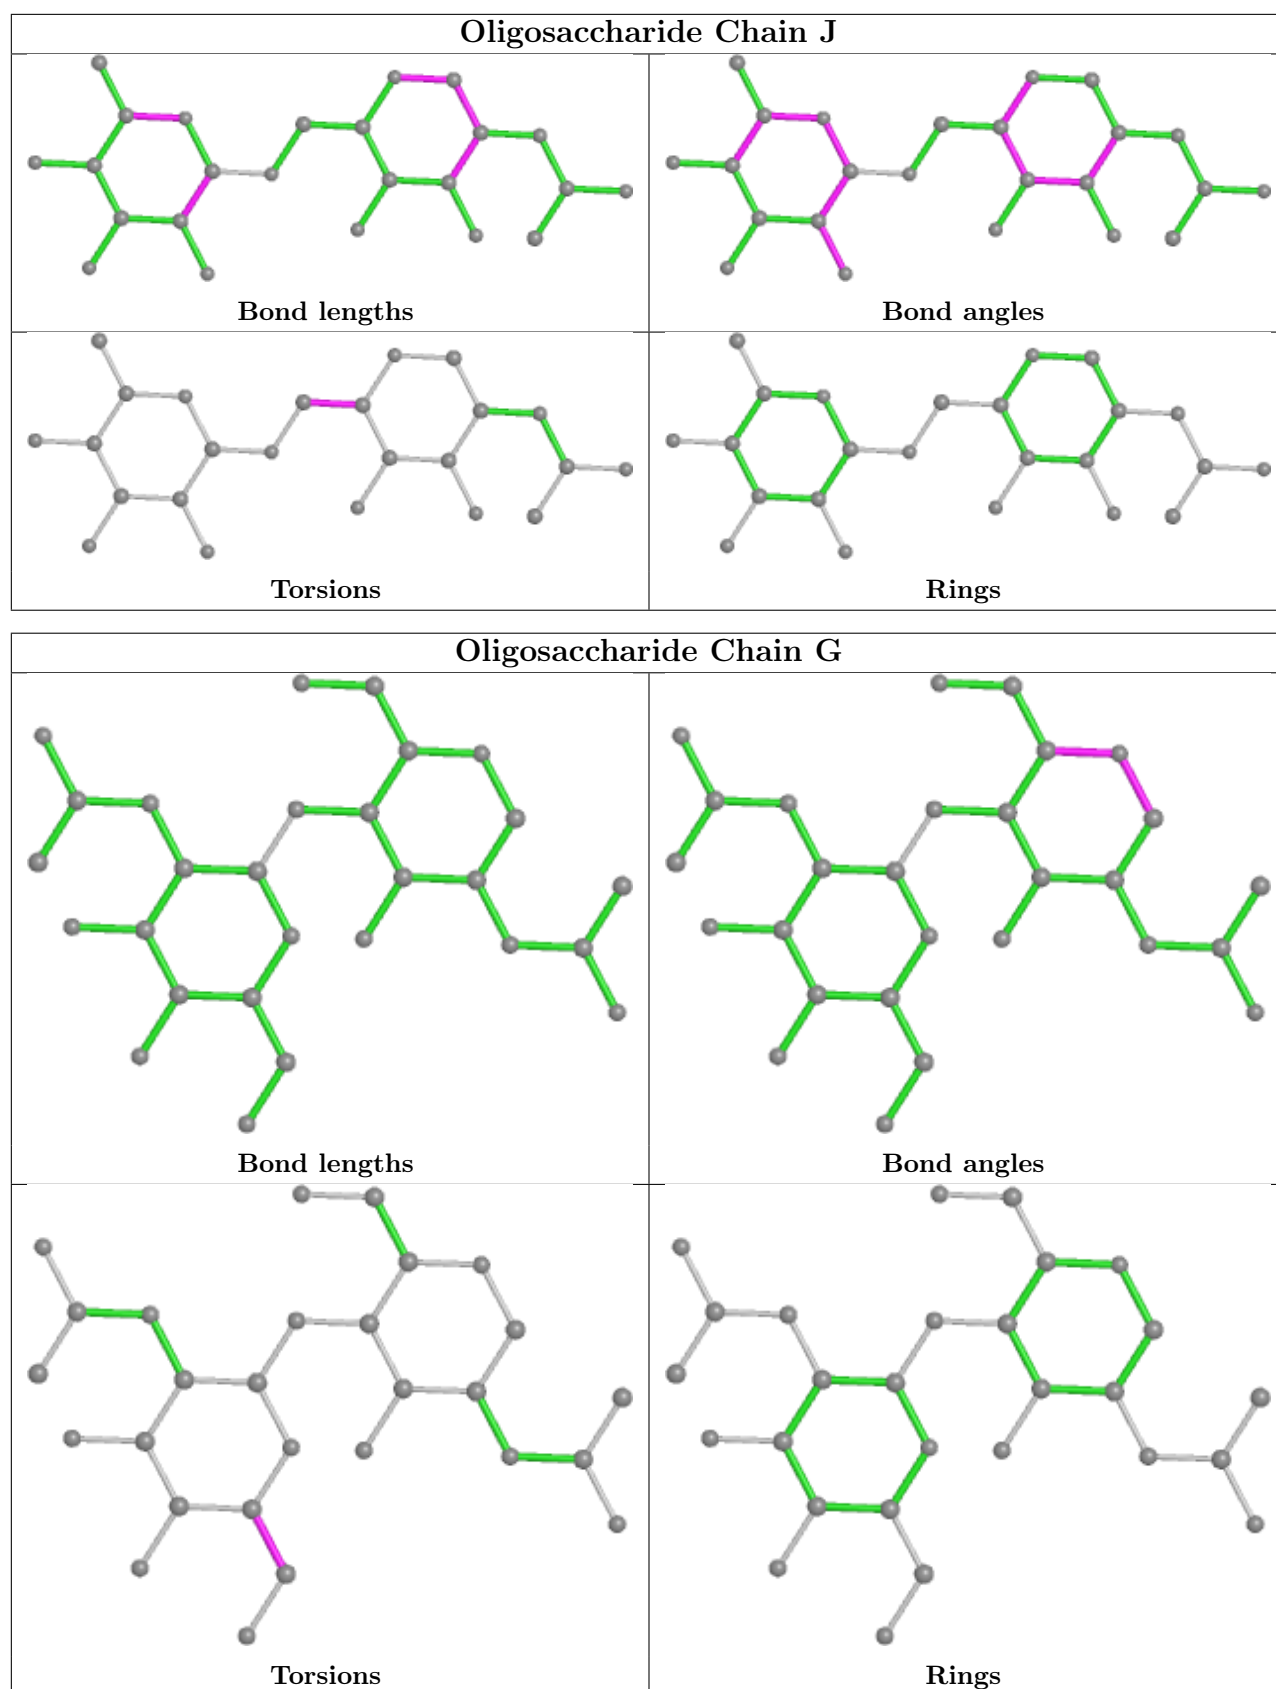 Oligosaccharide Chain J
Bond lengths
Bond angles
Torsions
Rings
Oligosaccharide Chain G
Bond lengths
Bond angles
Torsions
Rings